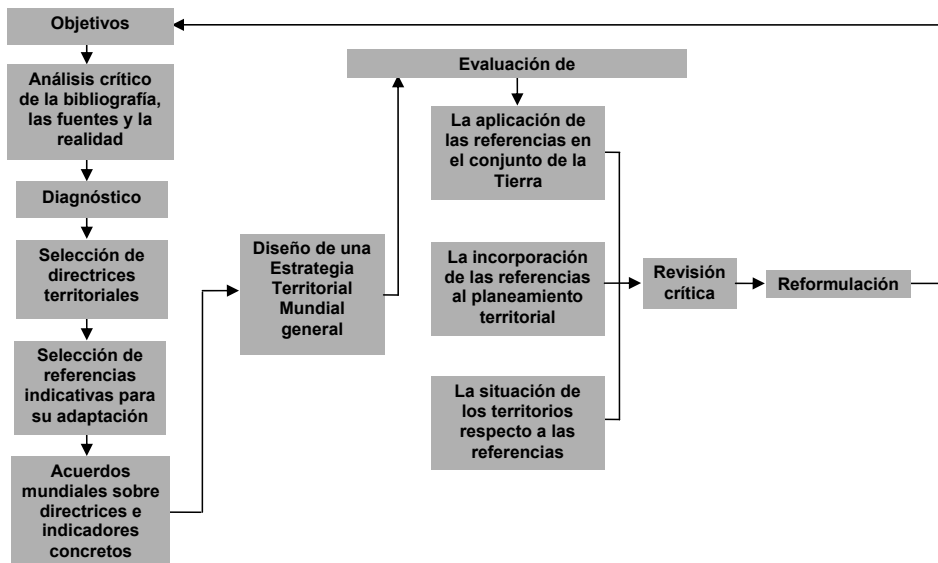 Objetivos
Análisis crítico
de la bibliografía,
las fuentes y la
realidad
Diagnóstico
Selección de
directrices
territoriales
Selección de
referencias
indicativas para
su adaptación
Acuerdos
mundiales sobre
directrices e
indicadores
concretos
Diseño de una
Estrategia
Territorial
Mundial
general
Evaluación de
La aplicación de
las referencias en
el conjunto de la
Tierra
La incorporación
de las referencias
al planeamiento
territorial
La situación de
los territorios
respecto a las
referencias
Revisión
crítica
Reformulación